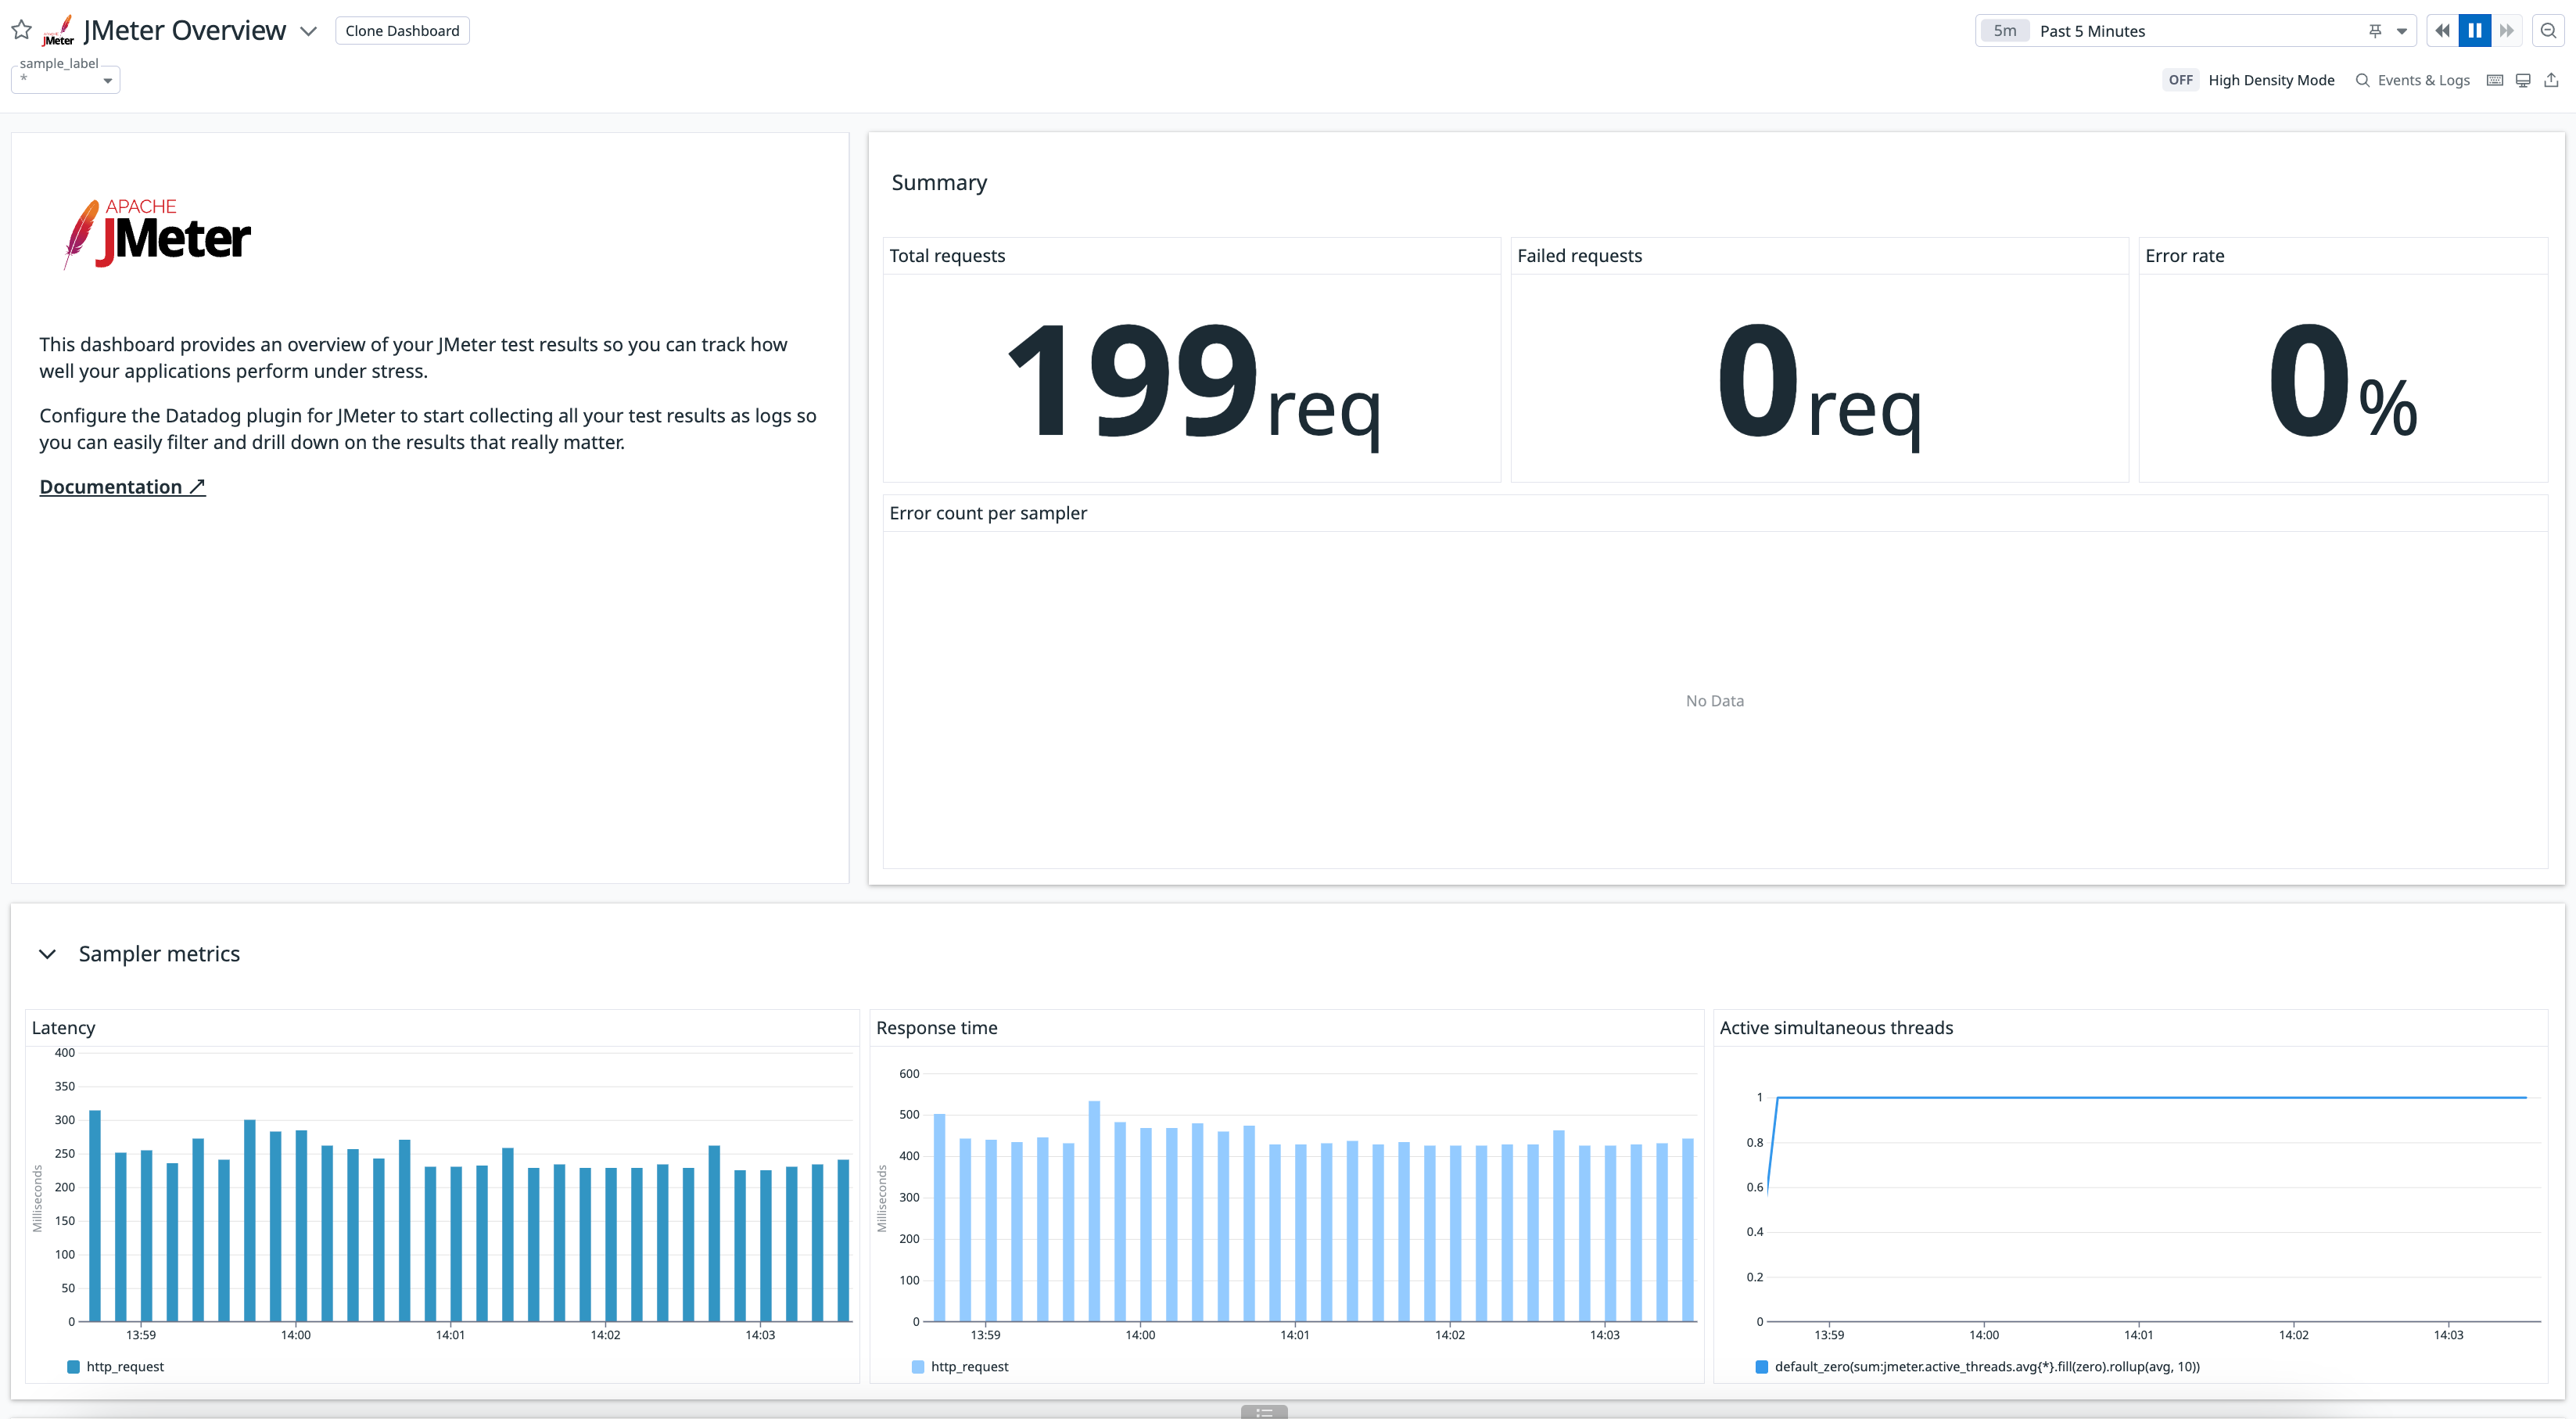 JMeter
JMeter Overview
Clone Dashboard
5m
Past 5 Minutes
sample_label
*
OFF
High Density Mode
Events & Logs
APACHE
JMeter
This dashboard provides an overview of your JMeter test results so you can track how
well your applications perform under stress.
Configure the Datadog plugin for JMeter to start collecting all your test results as logs so
you can easily filter and drill down on the results that really matter.
Documentation ↗
Summary
Total requests
199 req
Failed requests
0 req
Error rate
0 %
Error count per sampler
No Data
Sampler metrics
Latency
400
350
300
250
200
150
100
50
0
Milliseconds
13:59
14:00
14:01
14:02
14:03
http_request
Response time
600
500
400
300
200
100
0
Milliseconds
13:59
14:00
14:01
14:02
14:03
http_request
Active simultaneous threads
1
0.8
0.6
0.4
0.2
0
13:59
14:00
14:01
14:02
14:03
default_zero(sum:jmeter.active_threads.avg{*}.fill(zero).rollup(avg, 10))